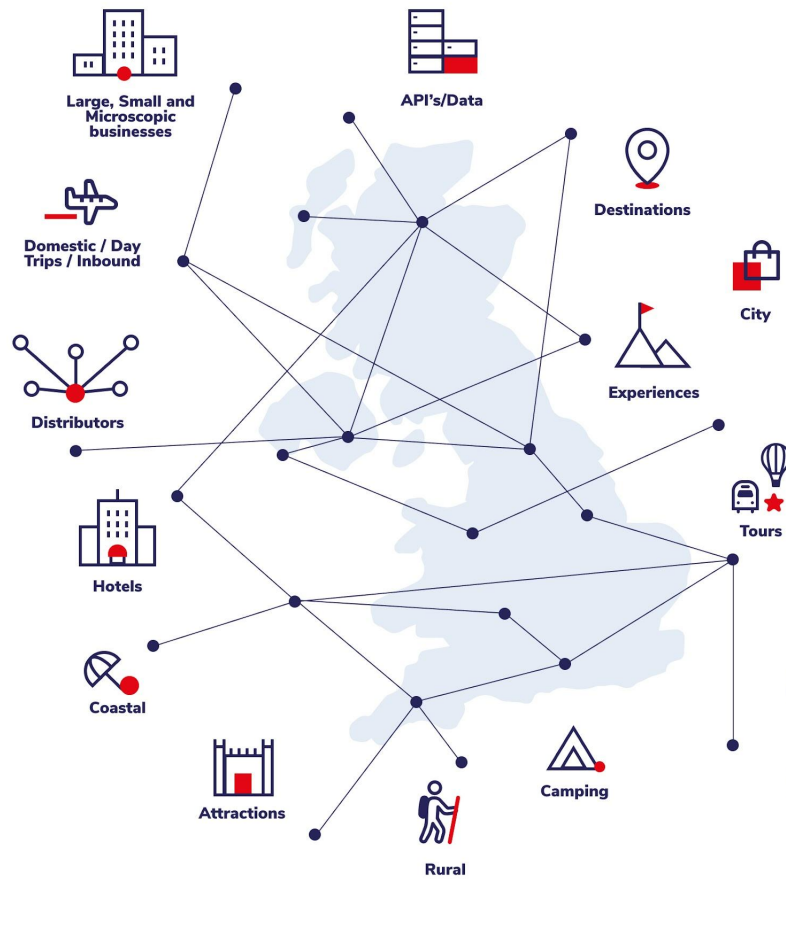 Large, Small and
Microscopic
businesses
API's/Data
Destinations
Domestic / Day
Trips / Inbound
City
Experiences
Distributors
Tours
Hotels
Coastal
Camping
Attractions
Rural